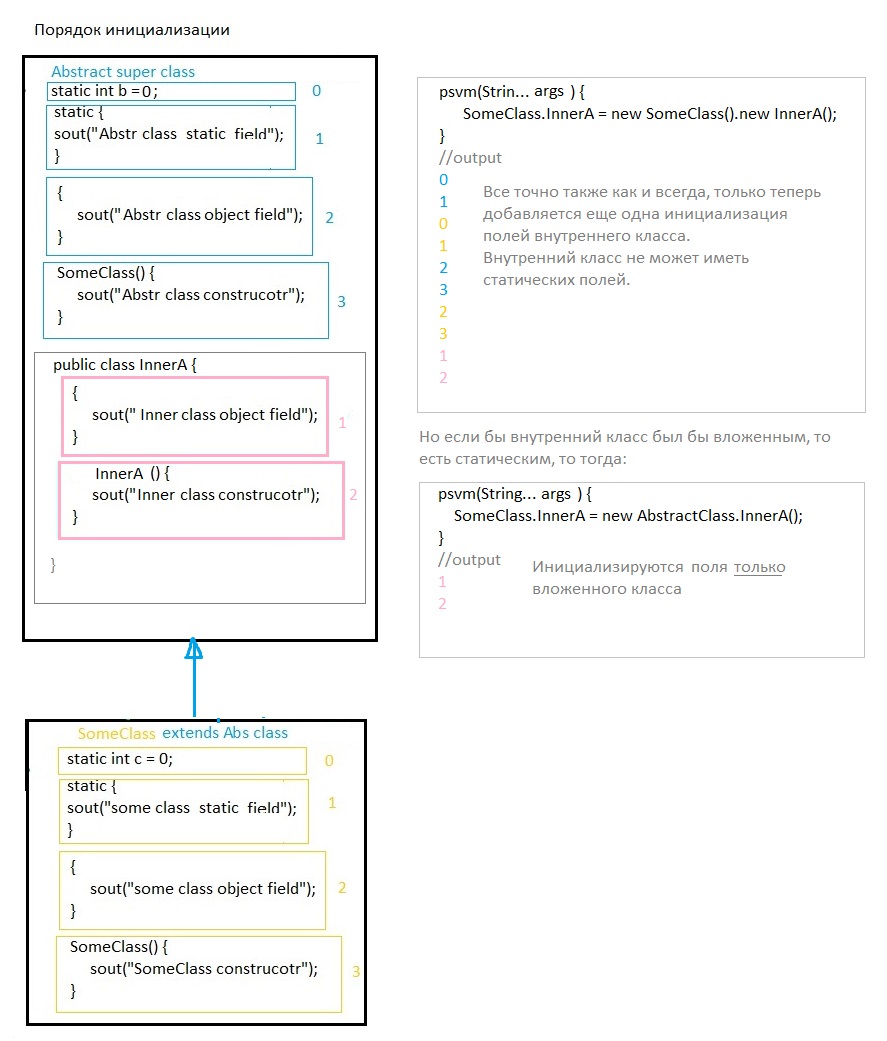 Порядок инициализации
Abstract super class
static int b = 0 ;
0
static {
sout("Abstr class static field");
}
1
{
sout("Abstr class object field");
}
2
SomeClass() {
sout("Abstr class construcotr");
}
3
public class InnerA {
{
sout(" Inner class object field");
}
1
InnerA () {
sout("Inner class construcotr");
}
2
}
SomeClass extends Abs class
static int c = 0;
0
static {
sout("some class static field");
}
1
{
sout("some class object field");
}
2
SomeClass() {
sout("SomeClass construcotr");
}
3
psvm(Strin... args ) {
SomeClass.InnerA = new SomeClass().new InnerA();
}
//output
0
1
0
1
2
3
2
3
1
2
Все точно также как и всегда, только теперь
добавляется еще одна инициализация
полей внутреннего класса.
Внутренний класс не может иметь
статических полей.
Но если бы внутренний класс был бы вложенным, то
есть статическим, то тогда:
psvm(String... args ) {
SomeClass.InnerA = new AbstractClass.InnerA();
}
//output
1
2
Инициализируются поля только
вложенного класса